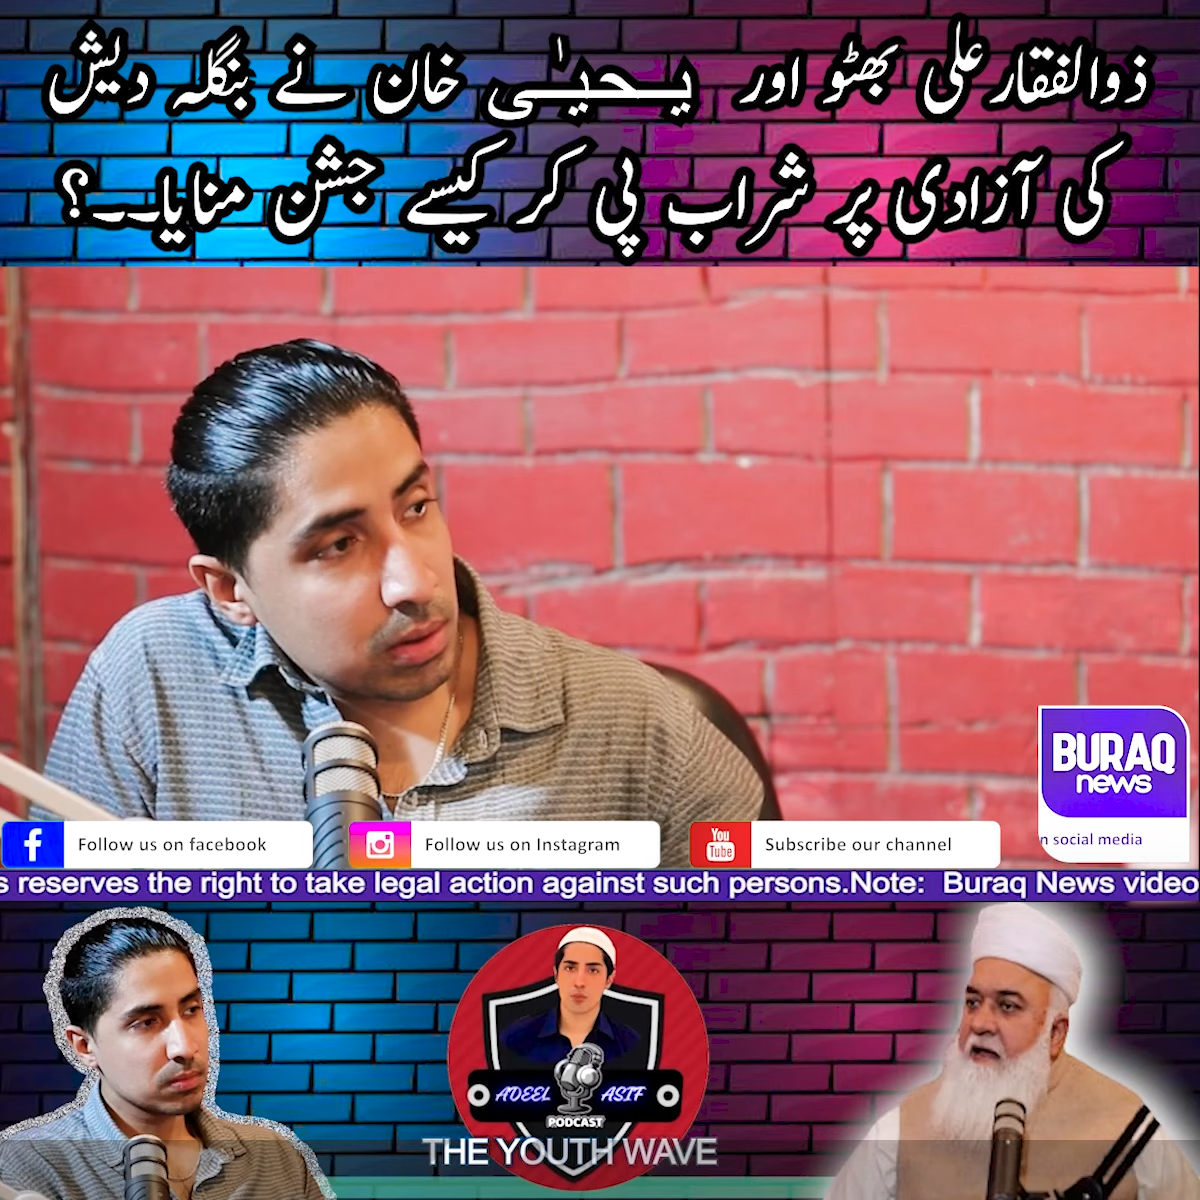 ذوالفقار علی بھٹو اور یحییٰ خان نے بنگلہ دیش
کی آزادی پر شراب پی کر کیسے جشن منایا۔۔؟
BURAQ
news
n social media
Follow us on facebook
Follow us on Instagram
You
Tube
Subscribe our channel
s reserves the right to take legal action against such persons.Note: Buraq News video
ADEEL ASIF
PODCAST
THE YOUTH WAVE